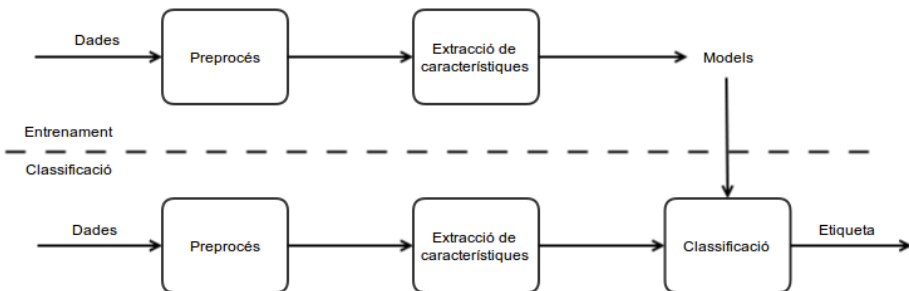 Dades
Preprocés
Extracció de
característiques
Models
Entrenament
Classificació
Dades
Preprocés
Extracció de
característiques
Classificació
Etiqueta